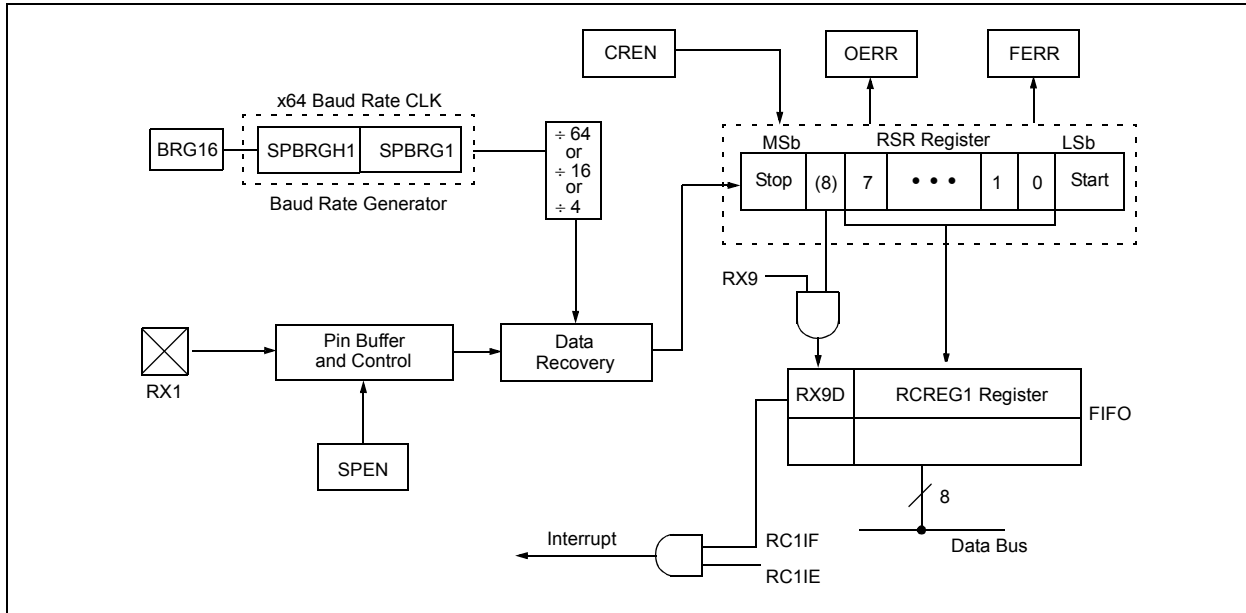 CREN
OERR
FERR
x64 Baud Rate CLK
BRG16
SPBRGH1
SPBRG1
Baud Rate Generator
÷ 64
or
÷ 16
or
÷ 4
MSb
RSR Register
LSb
Stop
(8)
7
• • •
1
0
Start
RX9
RX1
Pin Buffer
and Control
Data
Recovery
SPEN
RX9D
RCREG1 Register
FIFO
8
Data Bus
Interrupt
RC1IF
RC1IE